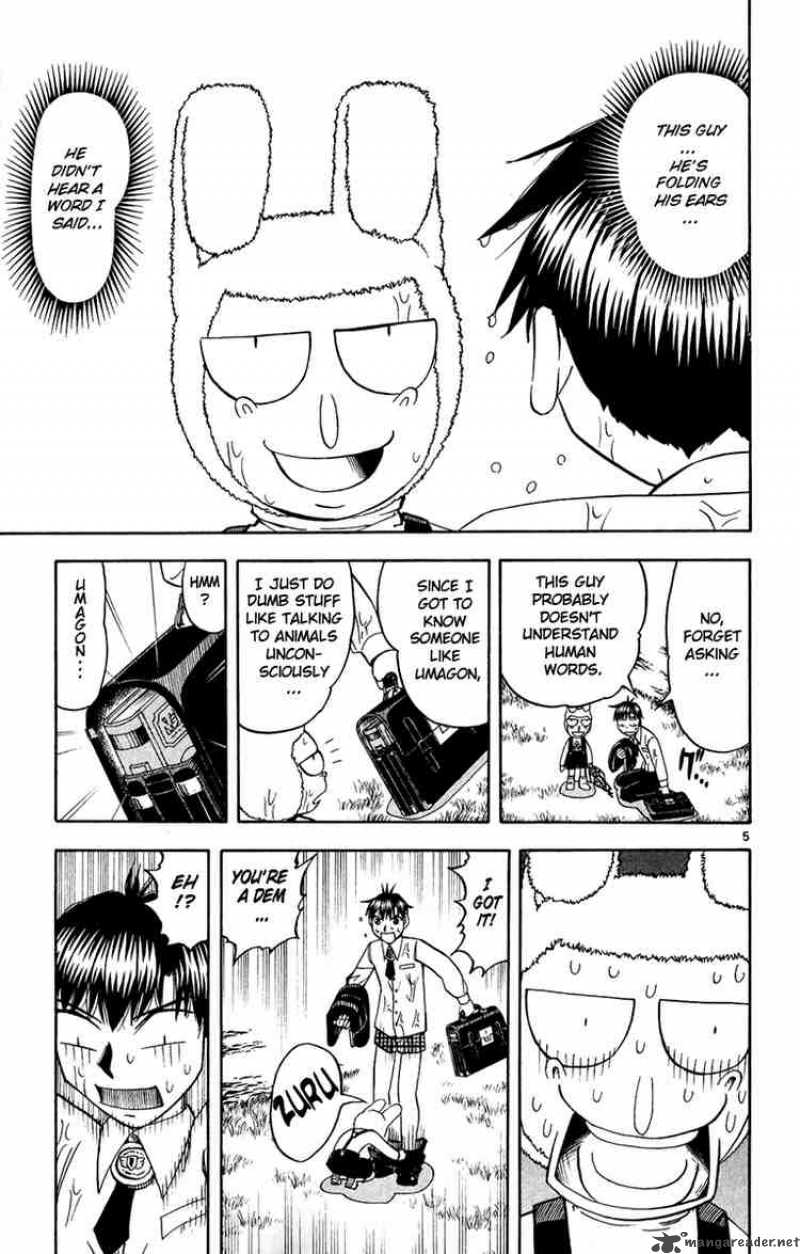 THIS GUY
...
HE'S
FOLDING
HIS EARS
...
HE
DIDN'T
HEAR A
WORD I
SAID...
NO,
FORGET
ASKING
...
THIS GUY
PROBABLY
DOESN'T
UNDERSTAND
HUMAN
WORDS.
SINCE I
GOT TO
KNOW
SOMEONE
LIKE
UMAGON,
I JUST DO
DUMB STUFF
LIKE TALKING
TO ANIMALS
UNCON-
SCIOUSLY
...
HMM
?
UMAGON...
5
I
GOT
IT!
YOU'RE
A DEM
...
ZURU
EH
!?
mangareader.net